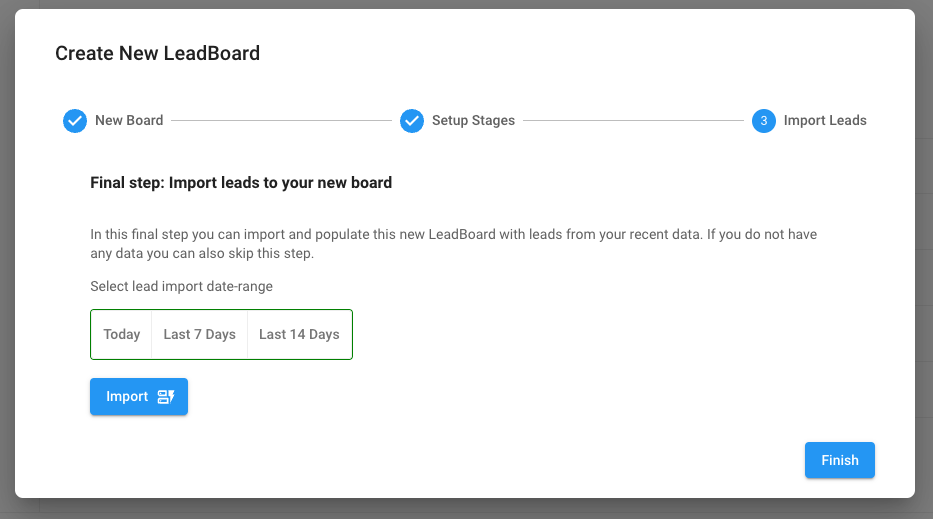 Create New LeadBoard
New Board
Setup Stages
3 Import Leads
Final step: Import leads to your new board
In this final step you can import and populate this new LeadBoard with leads from your recent data. If you do not have
any data you can also skip this step.
Select lead import date-range
Today Last 7 Days Last 14 Days
Import
Finish